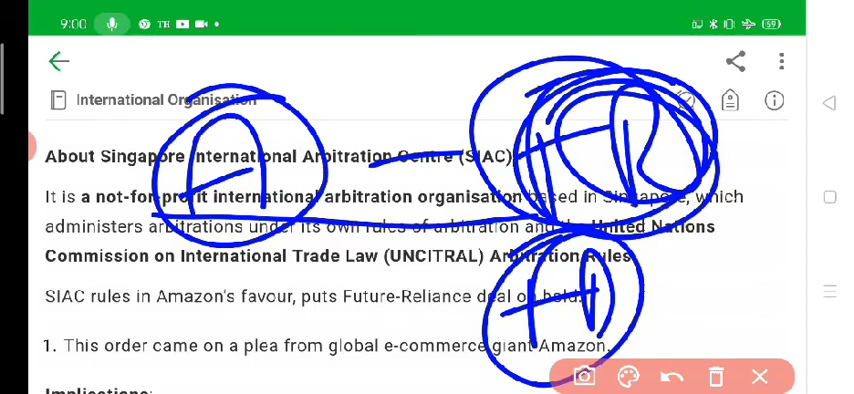 9:00 TH 59
International Organisation
About Singapore International Arbitration Centre (SIAC)
It is a not-for-profit international arbitration organisation based in Singapore, which
administers arbitrations under its own rules of arbitration and the United Nations
Commission on International Trade Law (UNCITRAL) Arbitration Rules.
SIAC rules in Amazon's favour, puts Future-Reliance deal on hold.
1. This order came on a plea from global e-commerce giant Amazon.
Implications: